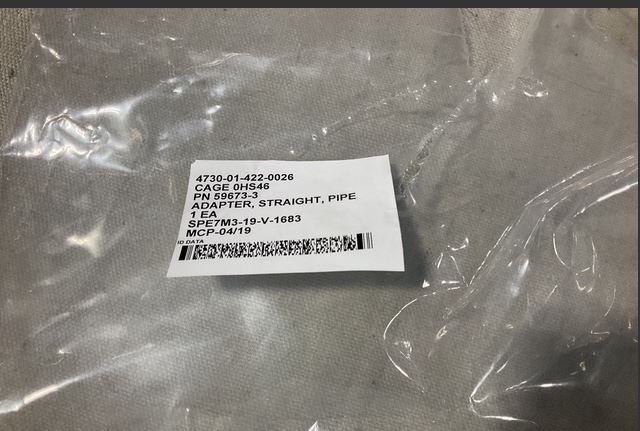 4730-01-422-0026
CAGE 0HS46
PN 59673-3
ADAPTER, STRAIGHT, PIPE
1 EA
SPE7M3-19-V-1683
MCP-04/19
ID DATA